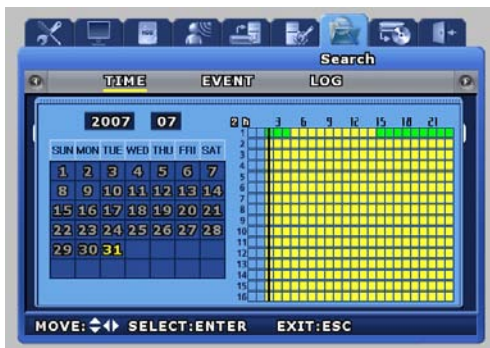 Search
TIME EVENT LOG
2007 07
2 h 3 6 9 12 15 18 21
SUN MON TUE WED THU FRI SAT
1 2 3 4 5 6 7
8 9 10 11 12 13 14
15 16 17 18 19 20 21
22 23 24 25 26 27 28
29 30 31
1
2
3
4
5
6
7
8
9
10
11
12
13
14
15
16
MOVE: SELECT:ENTER EXIT:ESC